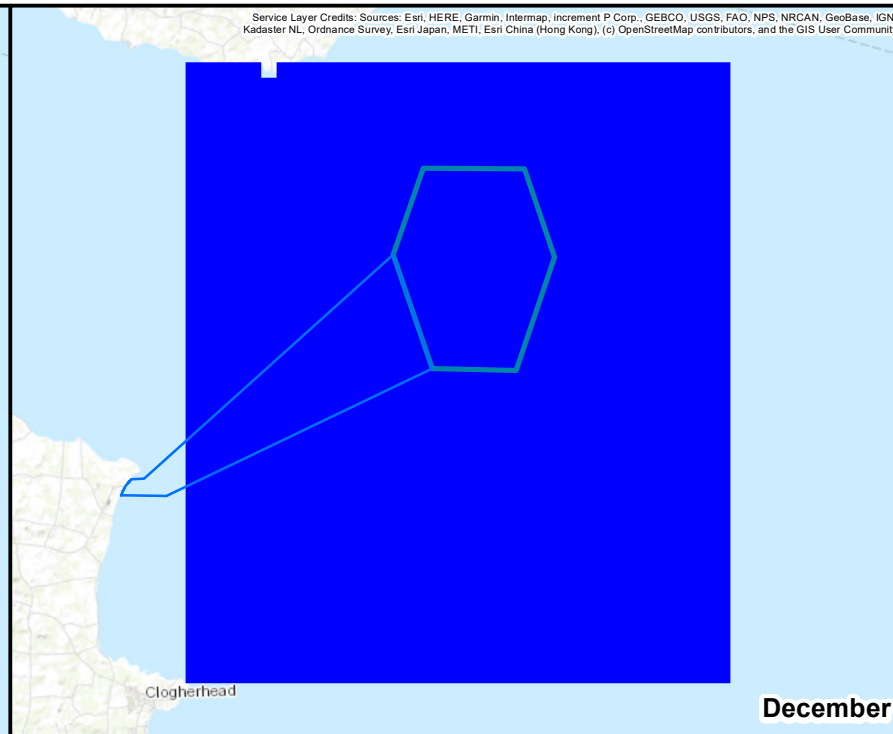 Service Layer Credits: Sources: Esri, HERE, Garmin, Intermap, increment P Corp., GEBCO, USGS, FAO, NPS, NRCAN, GeoBase, IGN
Kadaster NL, Ordnance Survey, Esri Japan, METI, Esri China (Hong Kong), (c) OpenStreetMap contributors, and the GIS User Communit
Clogherhead
December